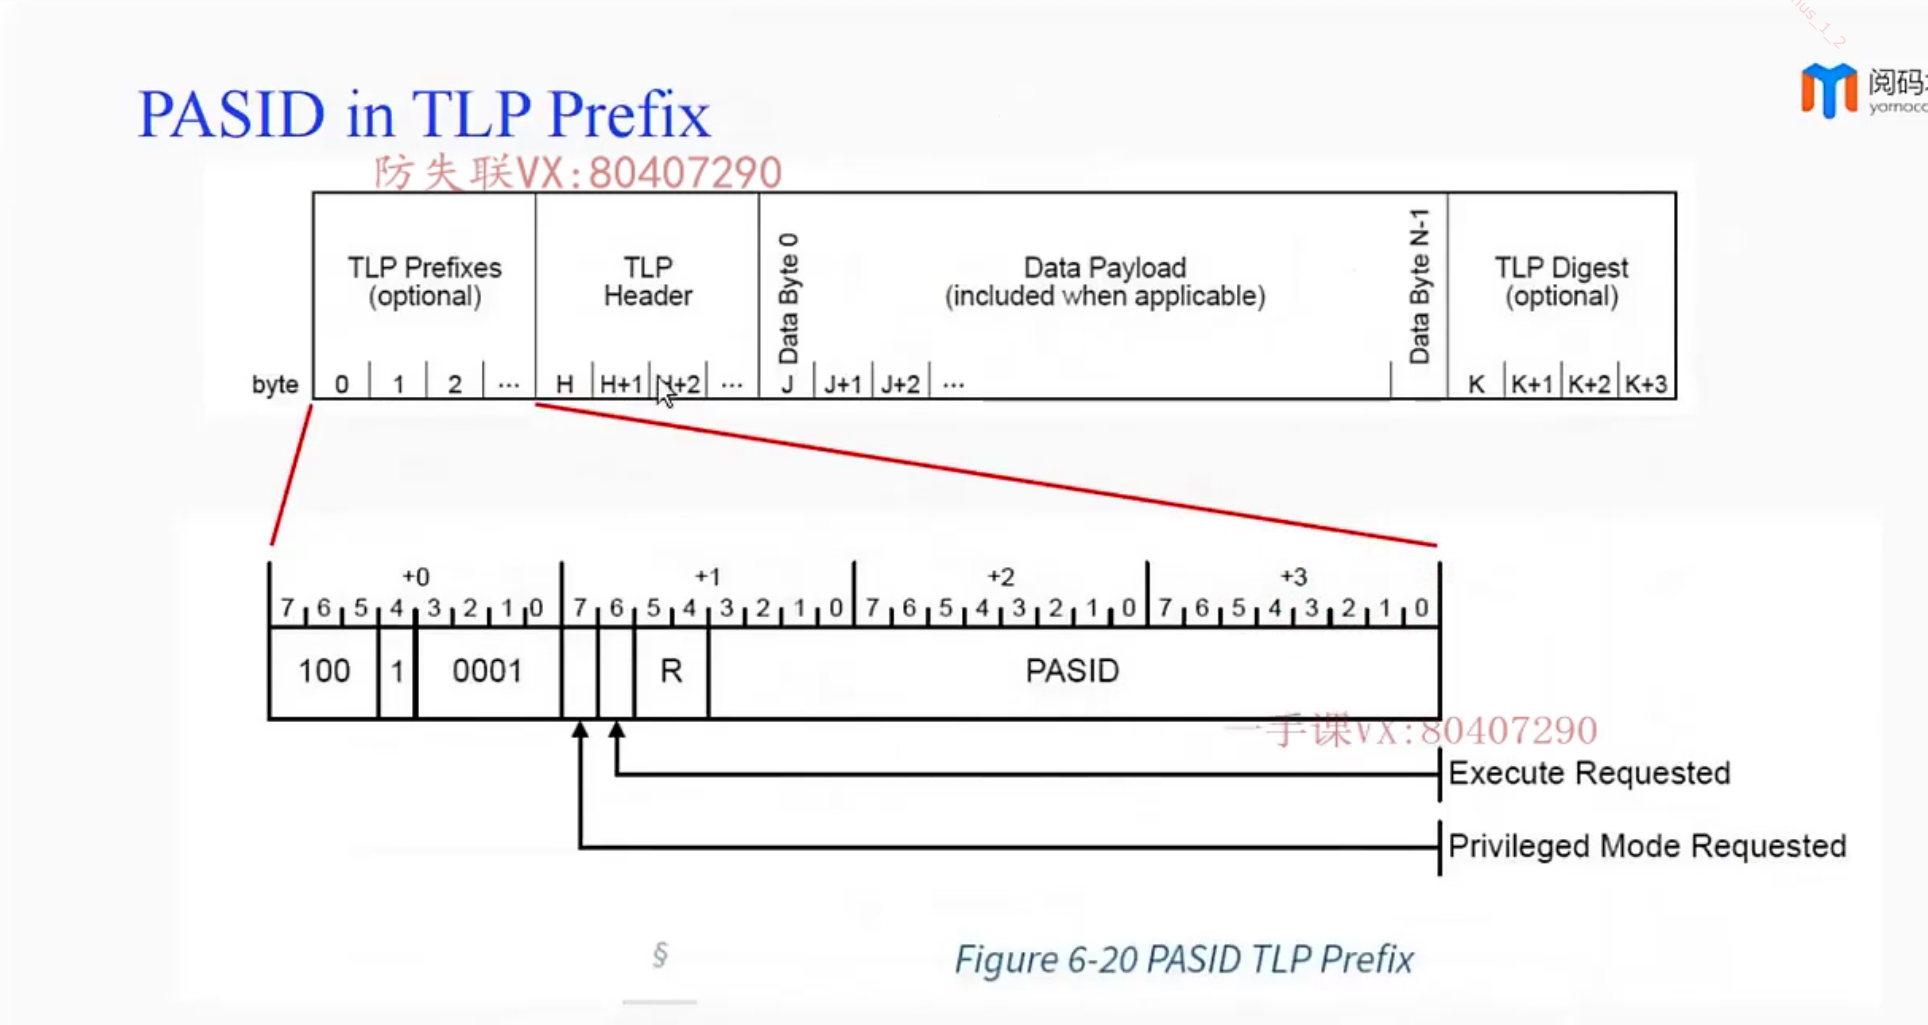 nus_1_2
阅码
yomoco
PASID in TLP Prefix
防失联VX:80407290
TLP Prefixes
(optional)
TLP
Header
Data Byte 0
Data Payload
(included when applicable)
Data Byte N-1
TLP Digest
(optional)
byte 0 1 2 ... H H+1 H+2 ... J J+1 J+2 ... K K+1 K+2 K+3
+0 +1 +2 +3
7 6 5 4 3 2 1 0 7 6 5 4 3 2 1 0 7 6 5 4 3 2 1 0 7 6 5 4 3 2 1 0
100 1 0001 R PASID
一手课VX:80407290
Execute Requested
Privileged Mode Requested
§
Figure 6-20 PASID TLP Prefix